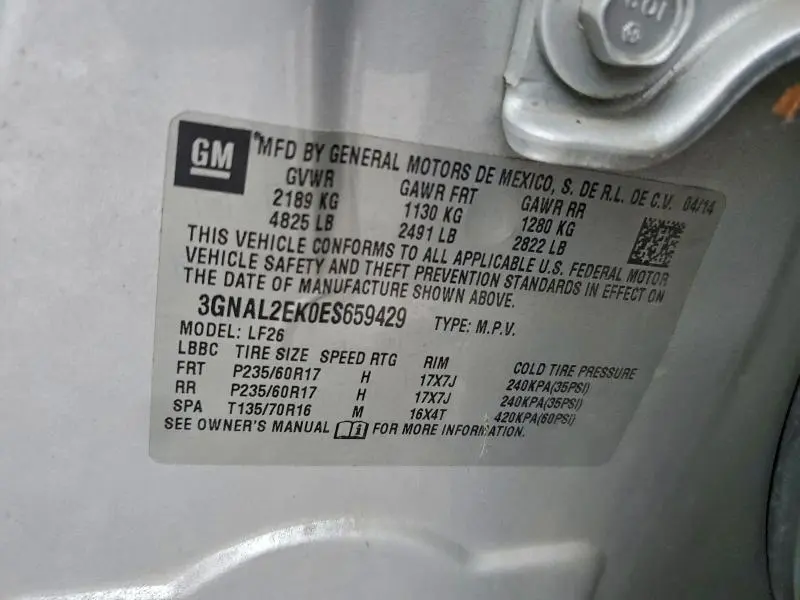 GM MFD BY GENERAL MOTORS DE MEXICO, S. DE R.L. DE C.V. 04/14
GVWR GAWR FRT GAWR RR
2189 KG 1130 KG 1280 KG
4825 LB 2491 LB 2822 LB
THIS VEHICLE CONFORMS TO ALL APPLICABLE U.S. FEDERAL MOTOR
VEHICLE SAFETY AND THEFT PREVENTION STANDARDS IN EFFECT ON
THE DATE OF MANUFACTURE SHOWN ABOVE.
3GNAL2EK0ES659429 TYPE: M.P.V.
MODEL: LF26
LBBC TIRE SIZE SPEED RTG RIM COLD TIRE PRESSURE
FRT P235/60R17 H 17X7J 240KPA(35PSI)
RR P235/60R17 H 17X7J 240KPA(35PSI)
SPA T135/70R16 M 16X4T 420KPA(60PSI)
SEE OWNER'S MANUAL FOR MORE INFORMATION.